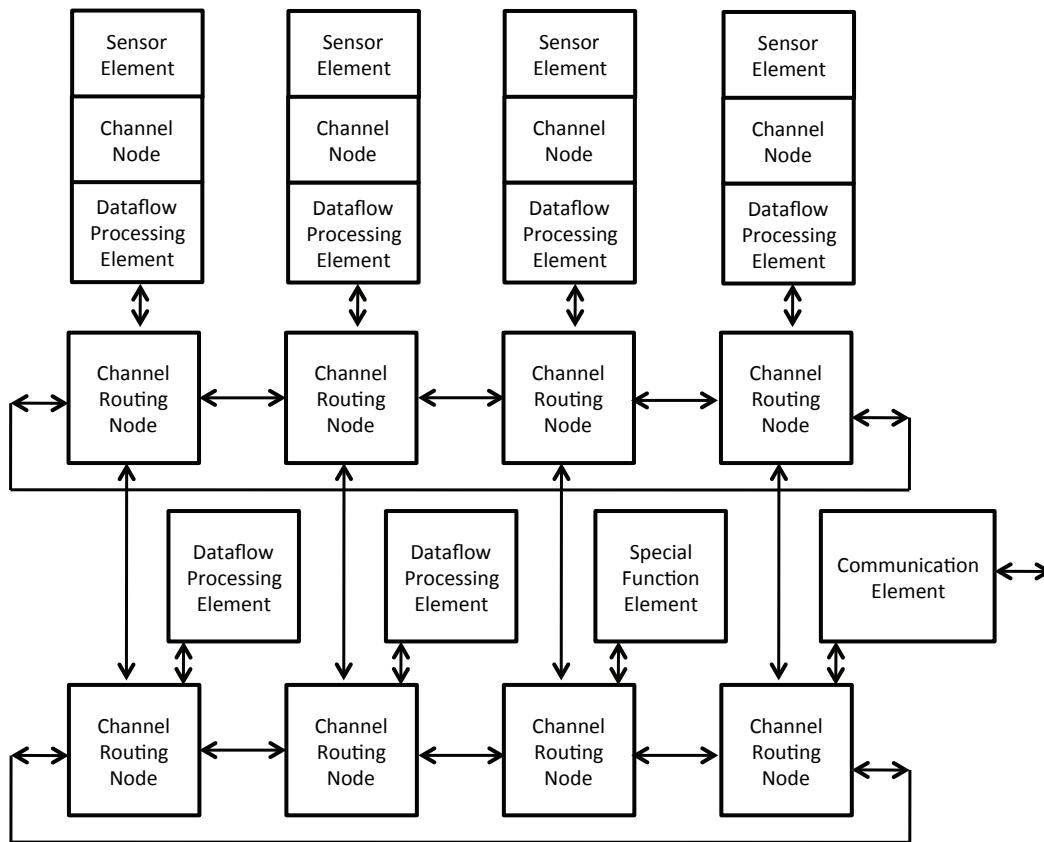 Sensor
Element
Sensor
Element
Sensor
Element
Sensor
Element
Channel
Node
Channel
Node
Channel
Node
Channel
Node
Dataflow
Processing
Element
Dataflow
Processing
Element
Dataflow
Processing
Element
Dataflow
Processing
Element
Channel
Routing
Node
Channel
Routing
Node
Channel
Routing
Node
Channel
Routing
Node
Dataflow
Processing
Element
Dataflow
Processing
Element
Special
Function
Element
Communication
Element
Channel
Routing
Node
Channel
Routing
Node
Channel
Routing
Node
Channel
Routing
Node